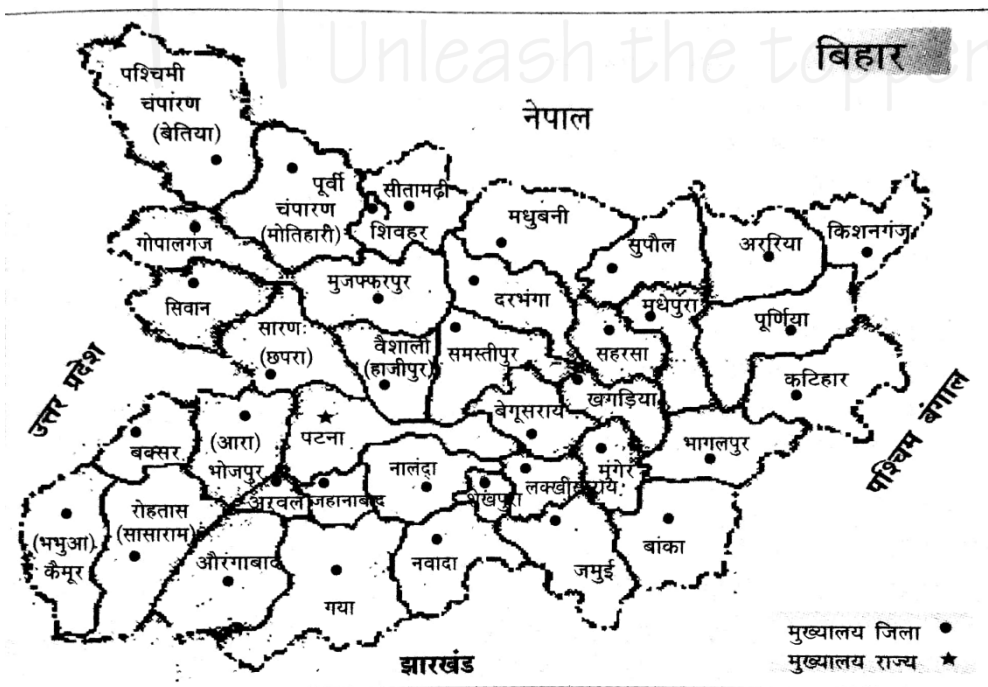 Unleash the topper
बिहार
नेपाल
पश्चिमी
चंपारण
(बेतिया)
पूर्वी
चंपारण
(मोतिहारी)
सीतामढ़ी
शिवहर
मधुबनी
सुपौल
अररिया
किशनगंज
गोपालगंज
सिवान
मुजफ्फरपुर
दरभंगा
मधेपुरा
पूर्णिया
सारण
(छपरा)
वैशाली
(हाजीपुर)
समस्तीपुर
सहरसा
कटिहार
उत्तर प्रदेश
पश्चिम बंगाल
खगड़िया
बेगूसराय
बक्सर
(आरा)
भोजपुर
पटना
नालंदा
भागलपुर
मुंगेर
लक्खीसराय
शेखपुरा
अरवल
जहानाबाद
रोहतास
(सासाराम)
(भभुआ)
कैमूर
औरंगाबाद
गया
नवादा
जमुई
बांका
झारखंड
मुख्यालय जिला ●
मुख्यालय राज्य ★